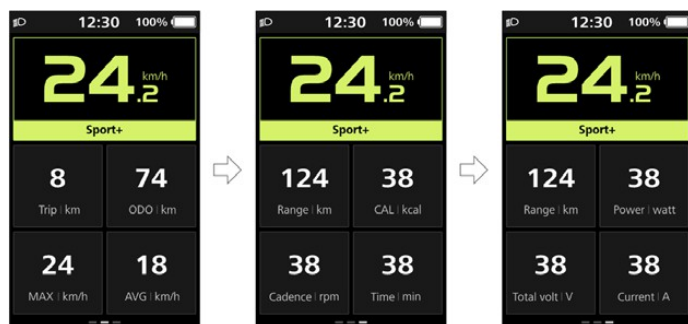 12:30 100%
24.2 km/h
Sport+
8 74
Trip | km ODO | km
24 18
MAX | km/h AVG | km/h
12:30 100%
24.2 km/h
Sport+
124 38
Range | km CAL | kcal
38 38
Cadence | rpm Time | min
12:30 100%
24.2 km/h
Sport+
124 38
Range | km Power | watt
38 38
Total volt | V Current | A